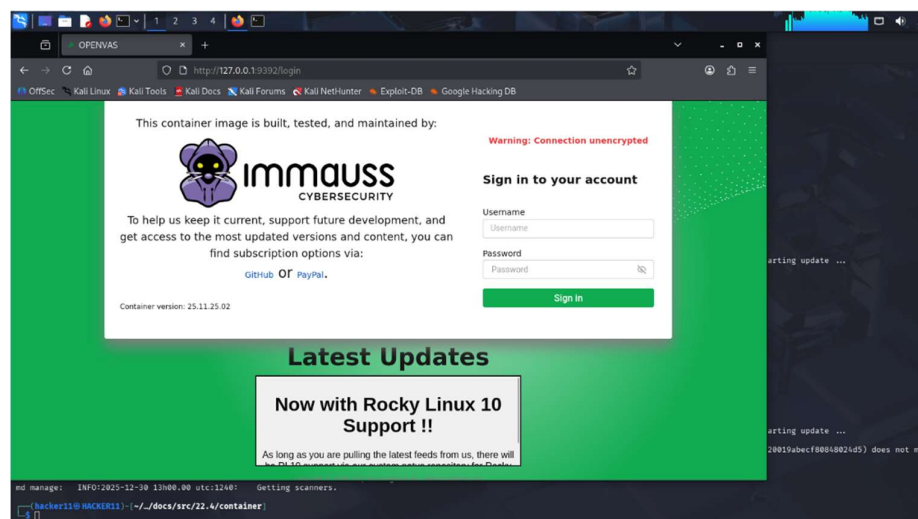 1 2 3 4
OPENVAS
http://127.0.0.1:9392/login
OffSec Kali Linux Kali Tools Kali Docs Kali Forums Kali NetHunter Exploit-DB Google Hacking DB
This container image is built, tested, and maintained by:
IMMAUSS
CYBERSECURITY
To help us keep it current, support future development, and
get access to the most updated versions and content, you can
find subscription options via:
GitHub or PayPal.
Container version: 25.11.25.02
Warning: Connection unencrypted
Sign in to your account
Username
Username
Password
Password
Sign in
Latest Updates
Now with Rocky Linux 10
Support !!
As long as you are pulling the latest feeds from us, there will
arting update ...
arting update ...
20019abecf80848024d5) does not m
md manage: INFO:2025-12-30 13h00.00 utc:1240: Getting scanners.
(hacker11㉿HACKER11)-[~/…/docs/src/22.4/container]
$